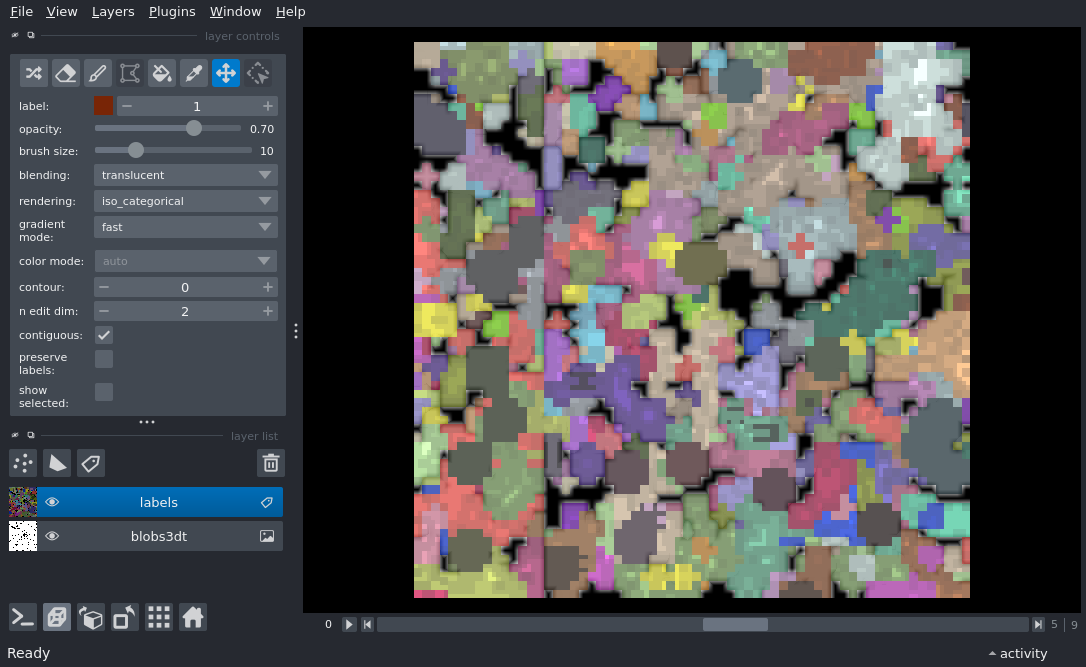 File View Layers Plugins Window Help
layer controls
label: 1
opacity: 0.70
brush size: 10
blending: translucent
rendering: iso_categorical
gradient mode: fast
color mode: auto
contour: 0
n edit dim: 2
contiguous:
preserve labels:
show selected:
layer list
labels
blobs3dt
0 5 | 9
Ready activity